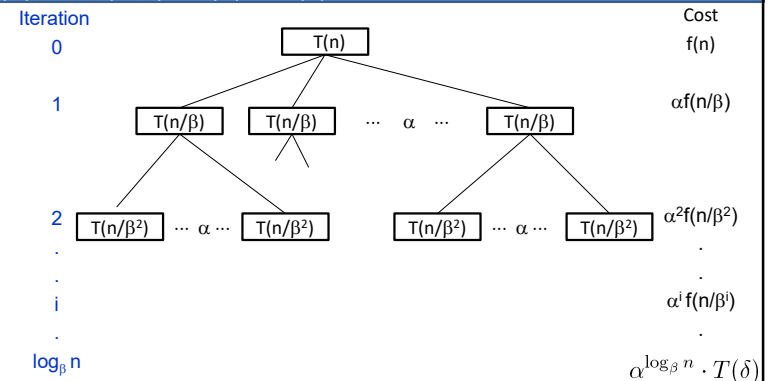 Iteration Cost
0 T(n) f(n)
1 T(n/β) T(n/β) ... α ... T(n/β) αf(n/β)
2 T(n/β²) ... α ... T(n/β²) T(n/β²) ... α ... T(n/β²) α²f(n/β²)
. .
. .
i αⁱ f(n/βⁱ)
. .
log_β n α^{log_β n} · T(δ)